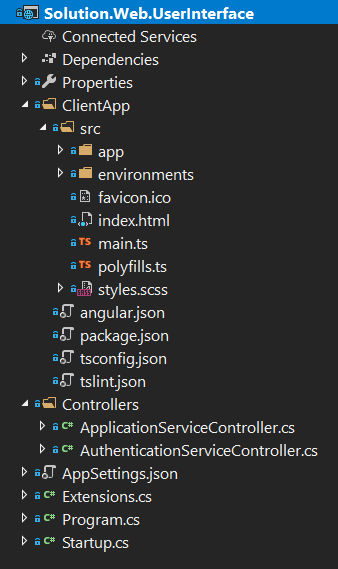 Solution.Web.UserInterface
Connected Services
Dependencies
Properties
ClientApp
src
app
environments
favicon.ico
index.html
TS main.ts
TS polyfills.ts
styles.scss
angular.json
package.json
tsconfig.json
tslint.json
Controllers
C# ApplicationServiceController.cs
C# AuthenticationServiceController.cs
AppSettings.json
C# Extensions.cs
C# Program.cs
C# Startup.cs